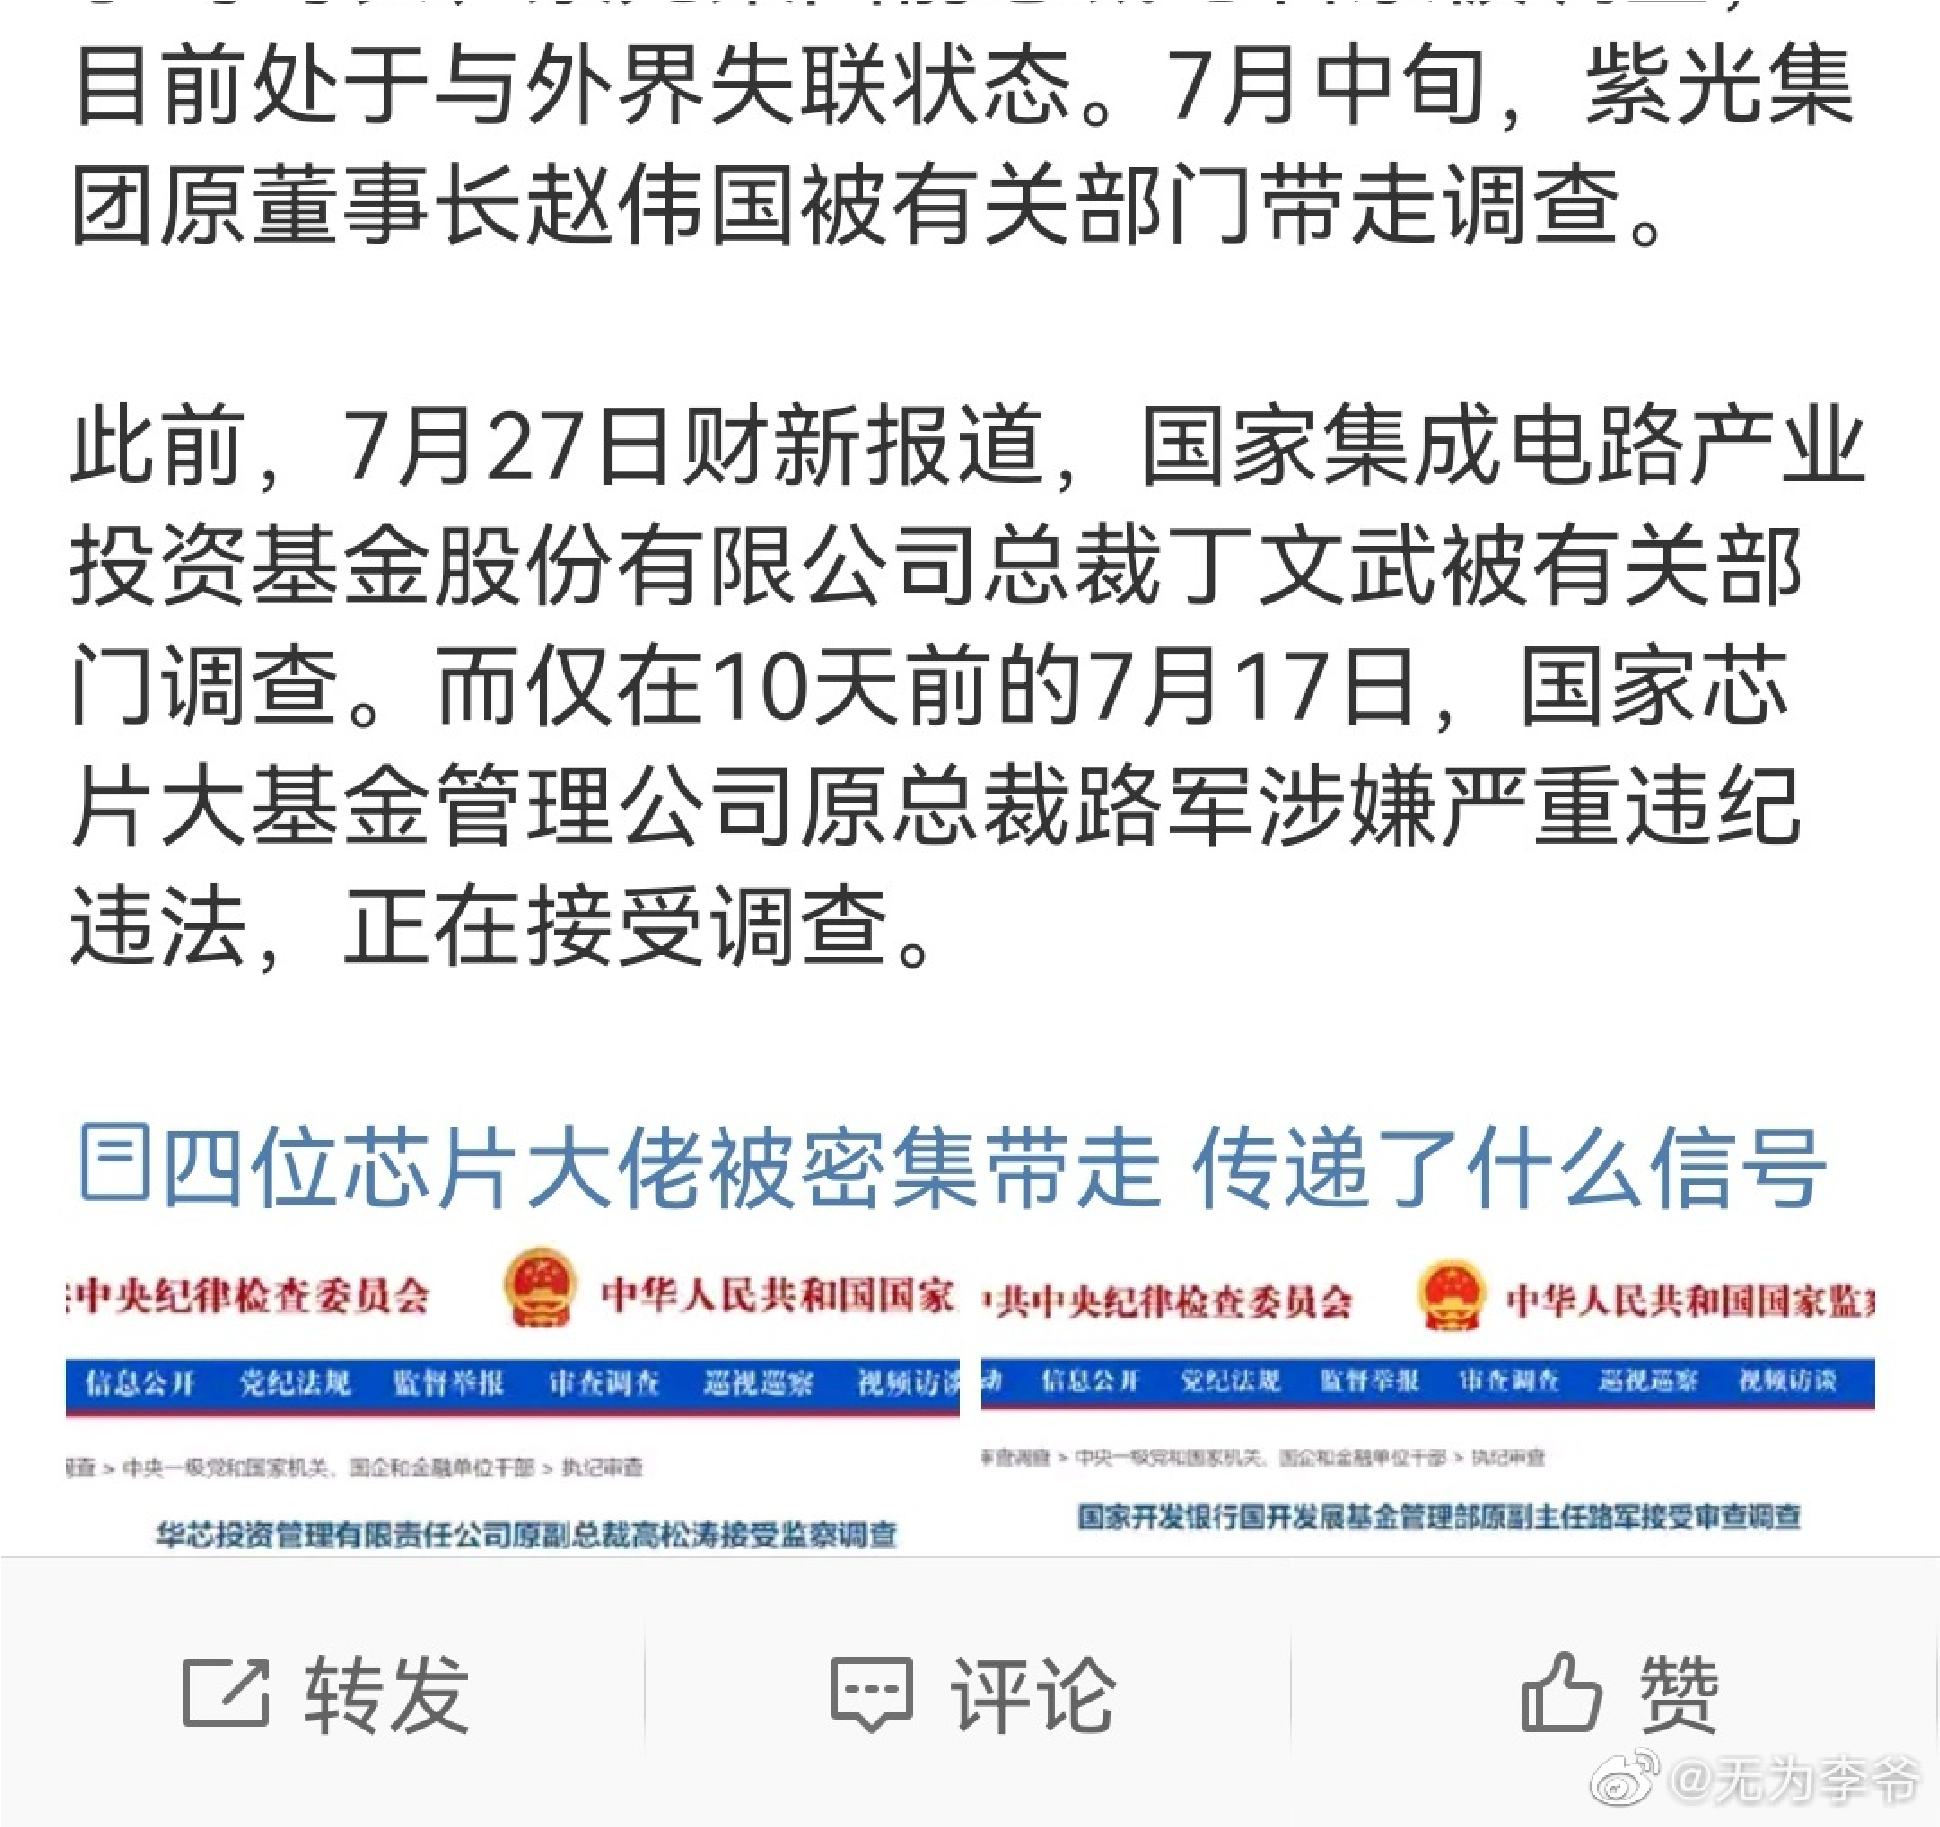 目前处于与外界失联状态。7月中旬，紫光集
团原董事长赵伟国被有关部门带走调查。
此前，7月27日财新报道，国家集成电路产业
投资基金股份有限公司总裁丁文武被有关部
门调查。而仅在10天前的7月17日，国家芯
片大基金管理公司原总裁路军涉嫌严重违纪
违法，正在接受调查。
四位芯片大佬被密集带走 传递了什么信号
中央纪律检查委员会 中华人民共和国国家
信息公开 党纪法规 监督举报 审查调查 巡视巡察 视频访谈
调查 > 中央一级党和国家机关、国企和金融单位干部 > 执纪审查
华芯投资管理有限责任公司原副总裁高松涛接受监察调查
共中央纪律检查委员会 中华人民共和国国家监察
动 信息公开 党纪法规 监督举报 审查调查 巡视巡察 视频访谈
审查调查 > 中央一级党和国家机关、国企和金融单位干部 > 执纪审查
国家开发银行国开发展基金管理部原副主任路军接受审查调查
转发 评论 赞
@无为李爷